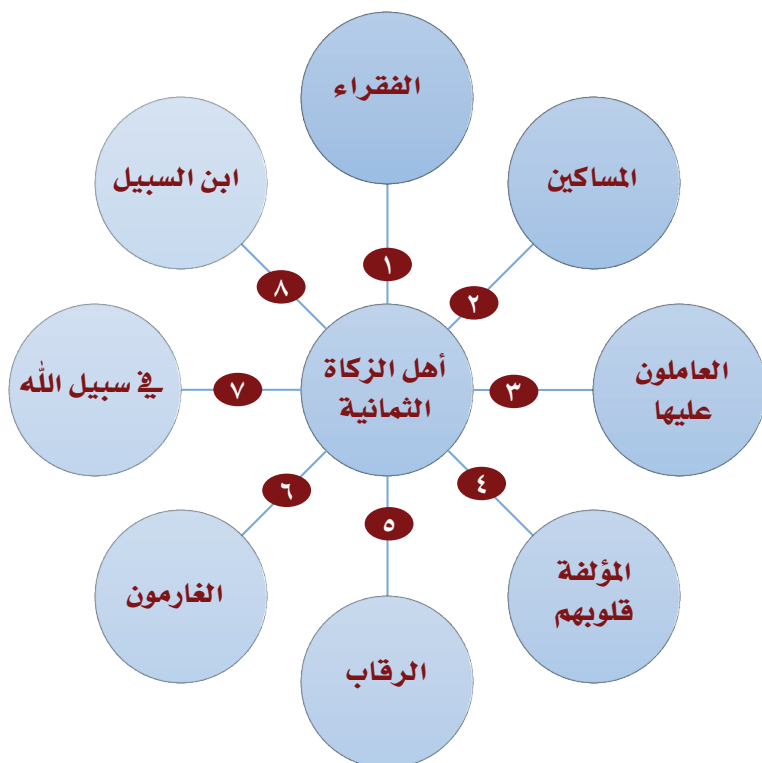 أهل الزكاة
الثمانية
١
الفقراء
٢
المساكين
٣
العاملون
عليها
٤
المؤلفة
قلوبهم
٥
الرقاب
٦
الغارمون
٧
في سبيل الله
٨
ابن السبيل